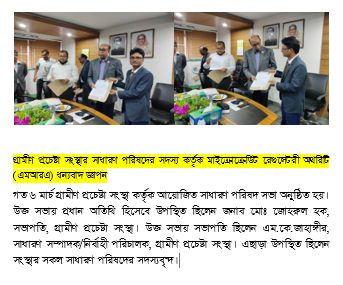 গ্রামীণ প্রচেষ্টা সংস্থার সাধারণ পরিষদের সদস্য কর্তৃক মাইক্রোক্রেডিট রেগুলেটরী অথরিটি
(এমআরএ) ধন্যবাদ জ্ঞাপন
গত ৬ মার্চ গ্রামীণ প্রচেষ্টা সংস্থা কর্তৃক আয়োজিত সাধারণ পরিষদ সভা অনুষ্ঠিত হয়।
উক্ত সভায় প্রধান অতিথি হিসেবে উপস্থিত ছিলেন জনাব মোঃ জোহরুল হক,
সভাপতি, গ্রামীণ প্রচেষ্টা সংস্থা। উক্ত সভায় সভাপতি ছিলেন এম.কে.জাহাঙ্গীর,
সাধারণ সম্পাদক/নির্বাহী পরিচালক, গ্রামীণ প্রচেষ্টা সংস্থা। এছাড়া উপস্থিত ছিলেন
সংস্থার সকল সাধারণ পরিষদের সদস্যবৃন্দ।